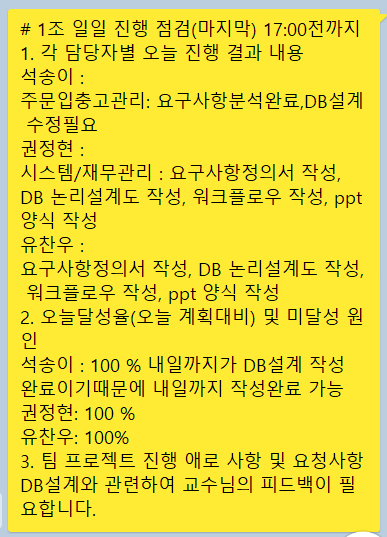 # 1조 일일 진행 점검(마지막) 17:00전까지
1. 각 담당자별 오늘 진행 결과 내용
석송이 :
주문입충고관리: 요구사항분석완료,DB설계
수정필요
권정현 :
시스템/재무관리 : 요구사항정의서 작성,
DB 논리설계도 작성, 워크플로우 작성, ppt
양식 작성
유찬우 :
요구사항정의서 작성, DB 논리설계도 작성,
워크플로우 작성, ppt 양식 작성
2. 오늘달성율(오늘 계획대비) 및 미달성 원
인
석송이 : 100 % 내일까지가 DB설계 작성
완료이기때문에 내일까지 작성완료 가능
권정현: 100 %
유찬우: 100%
3. 팀 프로젝트 진행 애로 사항 및 요청사항
DB설계와 관련하여 교수님의 피드백이 필
요합니다.